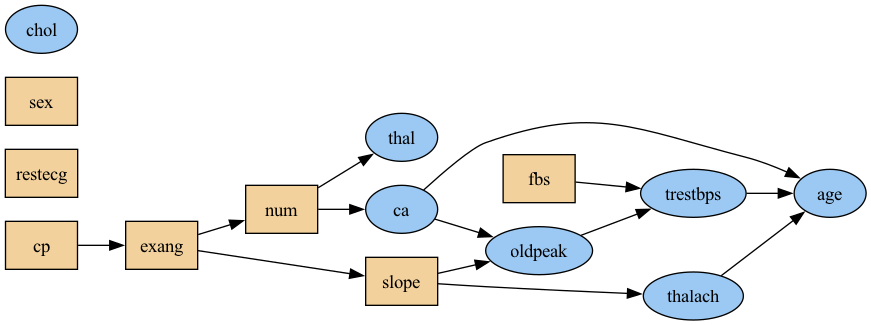 chol
sex
restecg
cp
exang
num
thal
ca
slope
fbs
oldpeak
trestbps
thalach
age